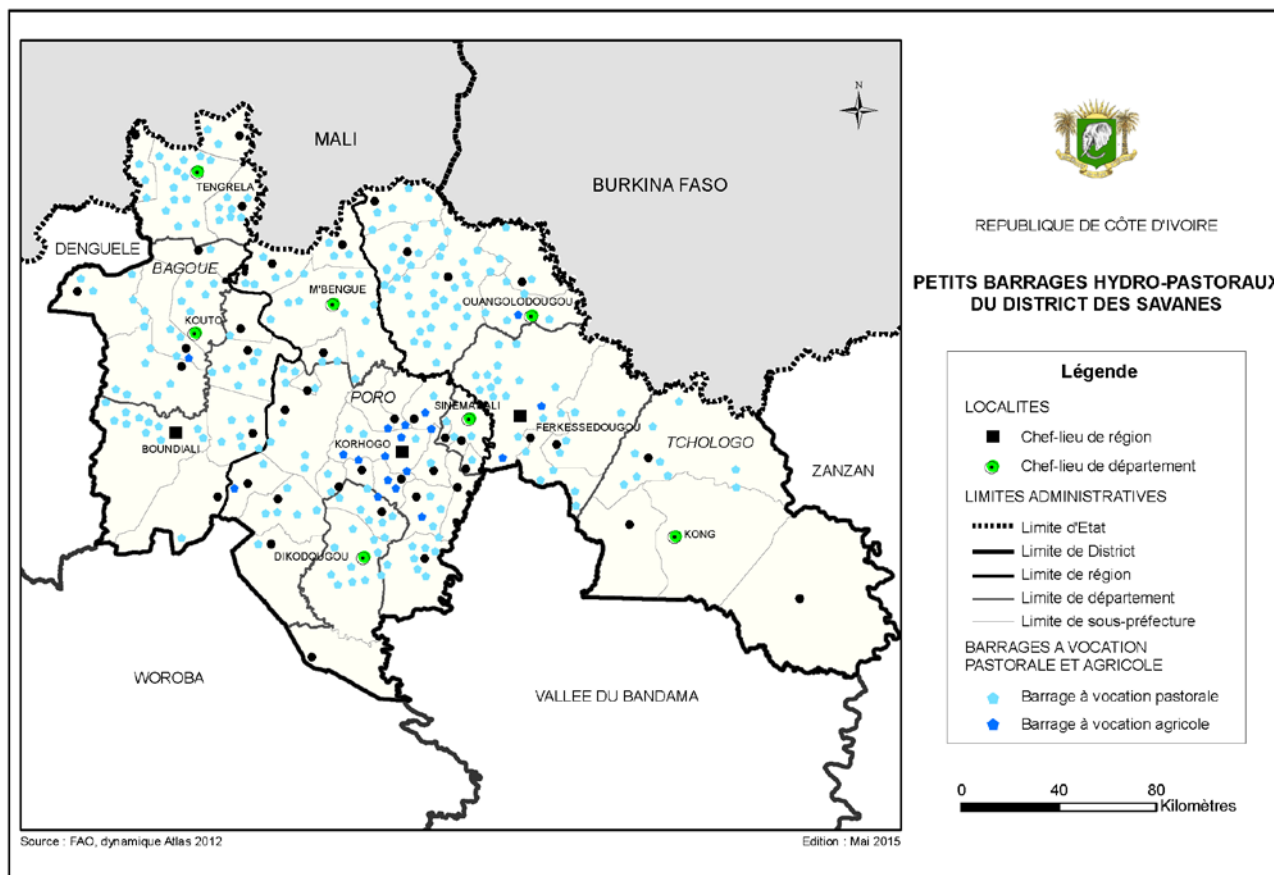 N
MALI
BURKINA FASO
TENGRELA
DENGUELE
BAGOUE
M'BENGUE
OUANGOLODOUGOU
KOUTO
PORO
SINEMATIALI
FERKESSEDOUGOU
TCHOLOGO
BOUNDIALI
KORHOGO
ZANZAN
KONG
DIKODOUGOU
WOROBA
VALLEE DU BANDAMA
Source : FAO, dynamique Atlas 2012
Edition : Mai 2015
REPUBLIQUE DE CÔTE D'IVOIRE
PETITS BARRAGES HYDRO-PASTORAUX
DU DISTRICT DES SAVANES
Légende
LOCALITES
Chef-lieu de région
Chef-lieu de département
LIMITES ADMINISTRATIVES
Limite d'Etat
Limite de District
Limite de région
Limite de département
Limite de sous-préfecture
BARRAGES A VOCATION
PASTORALE ET AGRICOLE
Barrage à vocation pastorale
Barrage à vocation agricole
0 40 80
Kilomètres